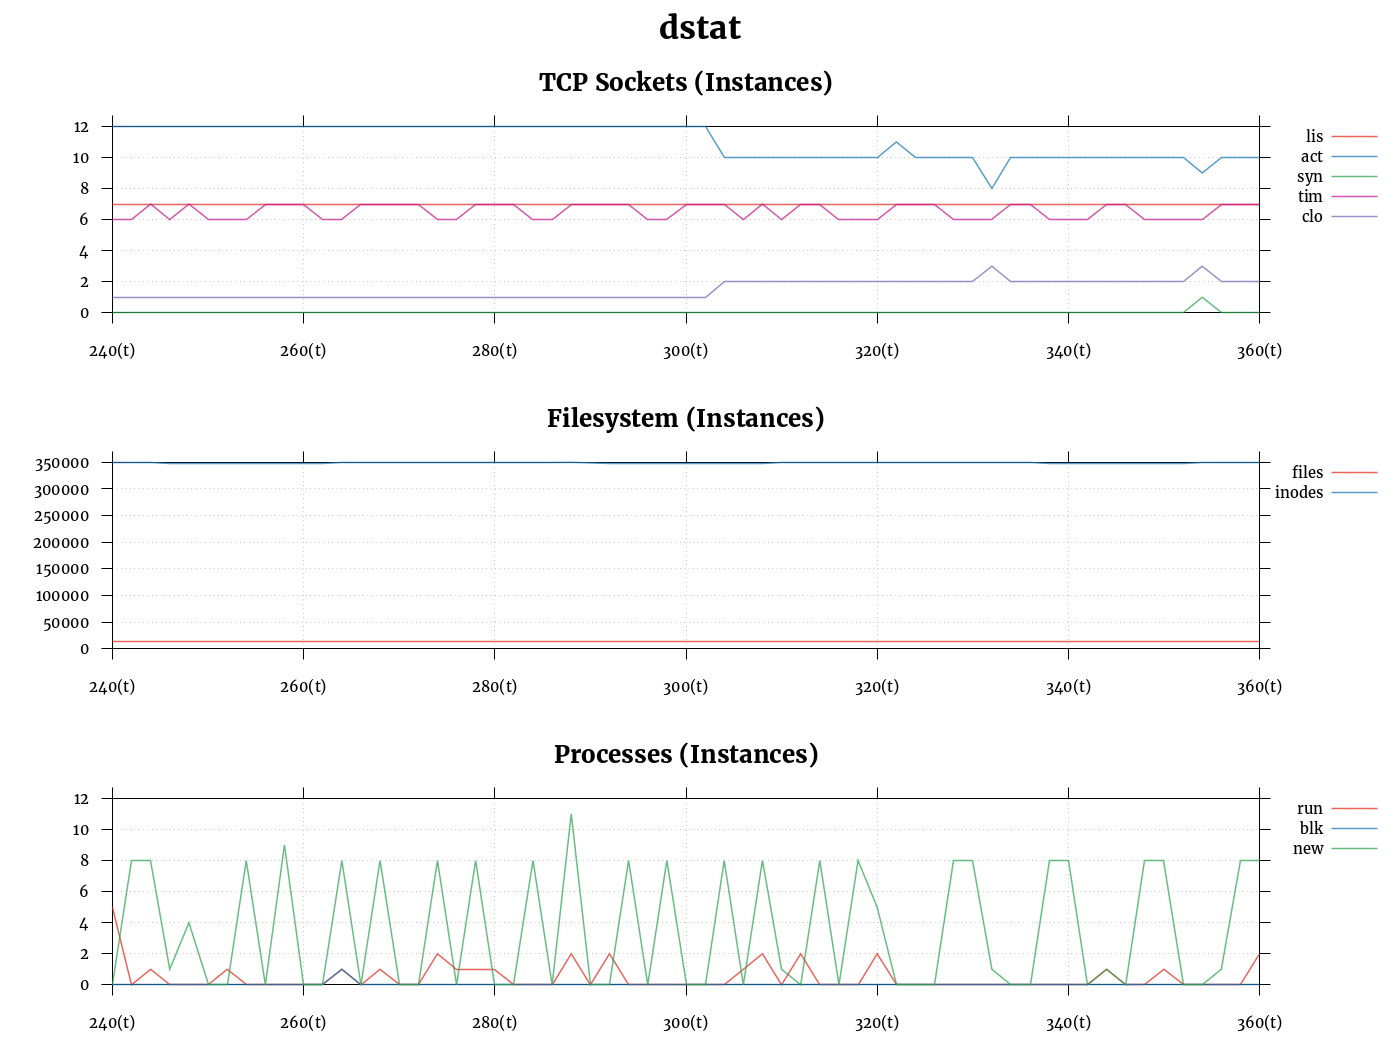 dstat
TCP Sockets (Instances)
12
10
8
6
4
2
0
240(t) 260(t) 280(t) 300(t) 320(t) 340(t) 360(t)
lis
act
syn
tim
clo
Filesystem (Instances)
350000
300000
250000
200000
150000
100000
50000
0
240(t) 260(t) 280(t) 300(t) 320(t) 340(t) 360(t)
files
inodes
Processes (Instances)
12
10
8
6
4
2
0
240(t) 260(t) 280(t) 300(t) 320(t) 340(t) 360(t)
run
blk
new